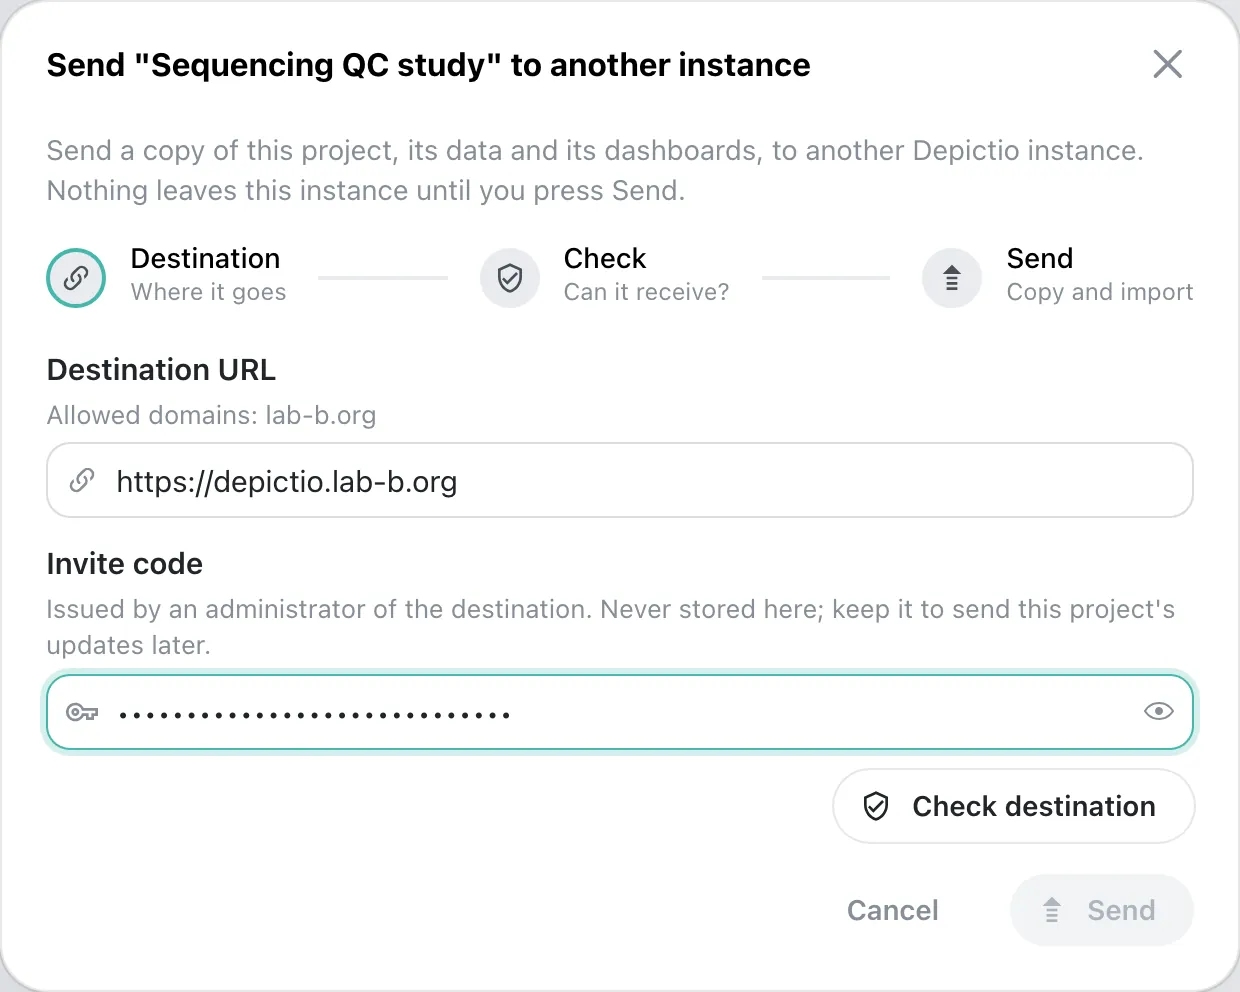 Send "Sequencing QC study" to another instance
Send a copy of this project, its data and its dashboards, to another Depictio instance.
Nothing leaves this instance until you press Send.
Destination
Where it goes
Check
Can it receive?
Send
Copy and import
Destination URL
Allowed domains: lab-b.org
https://depictio.lab-b.org
Invite code
Issued by an administrator of the destination. Never stored here; keep it to send this project's
updates later.
•••••••••••••••••••••••••••••
Check destination
Cancel
Send